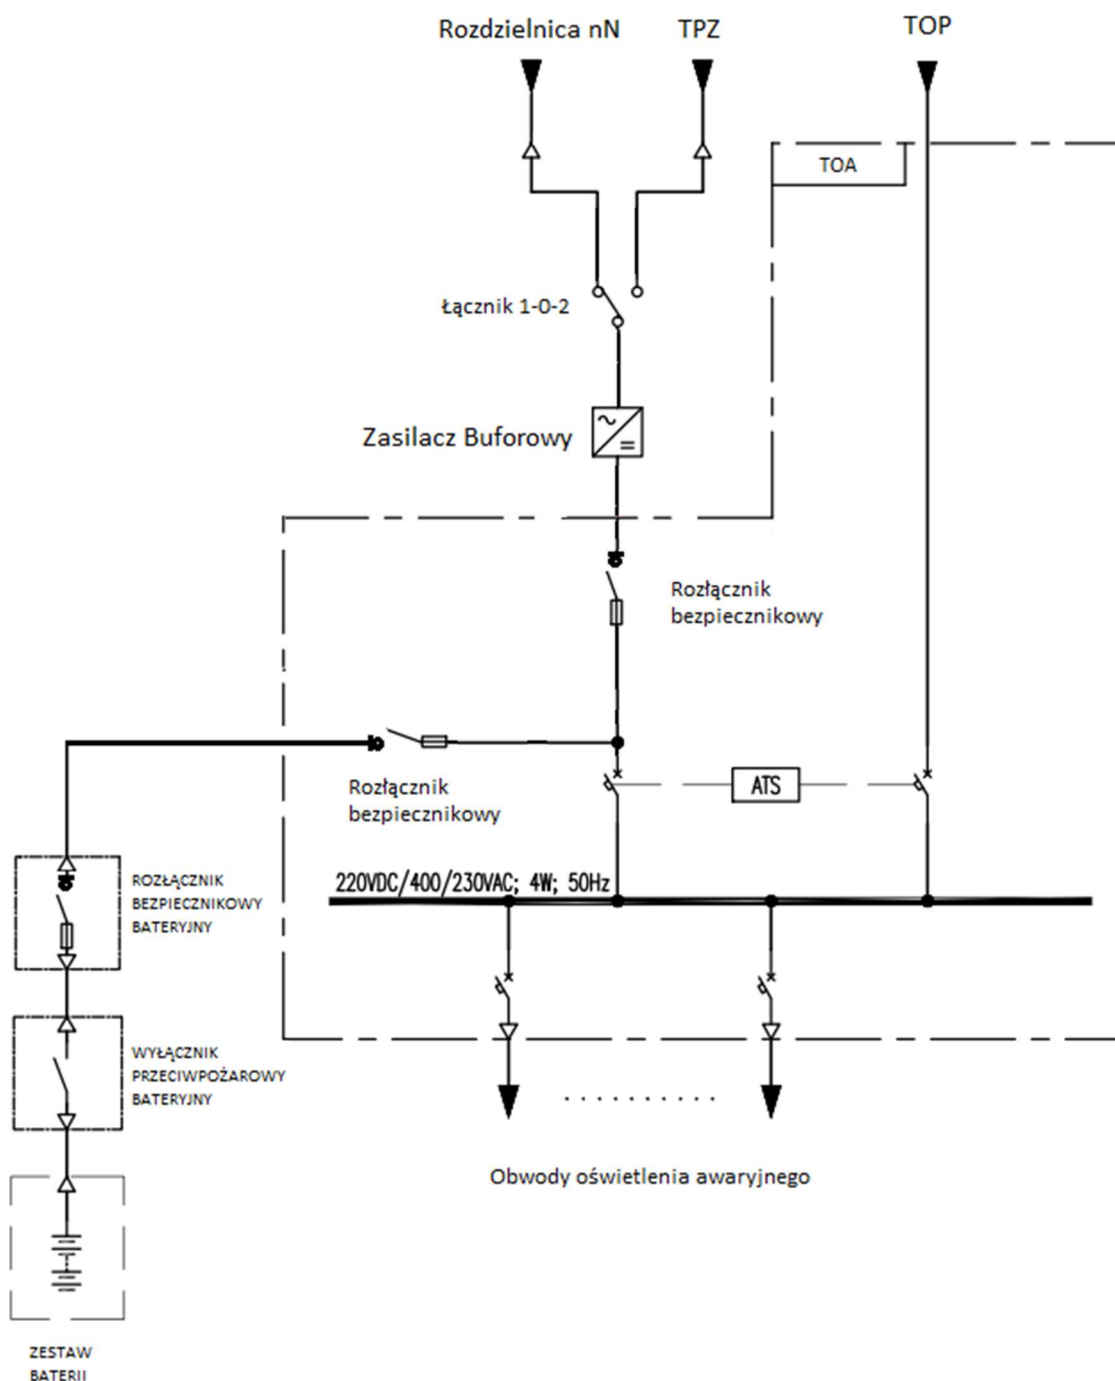 Rozdzielnica nN
TPZ
TOP
TOA
Łącznik 1-0-2
Zasilacz Buforowy
Rozłącznik
bezpiecznikowy
Rozłącznik
bezpiecznikowy
ATS
220VDC/400/230VAC; 4W; 50Hz
ROZŁĄCZNIK
BEZPIECZNIKOWY
BATERYJNY
WYŁĄCZNIK
PRZECIWPOŻAROWY
BATERYJNY
Obwody oświetlenia awaryjnego
ZESTAW
BATERII